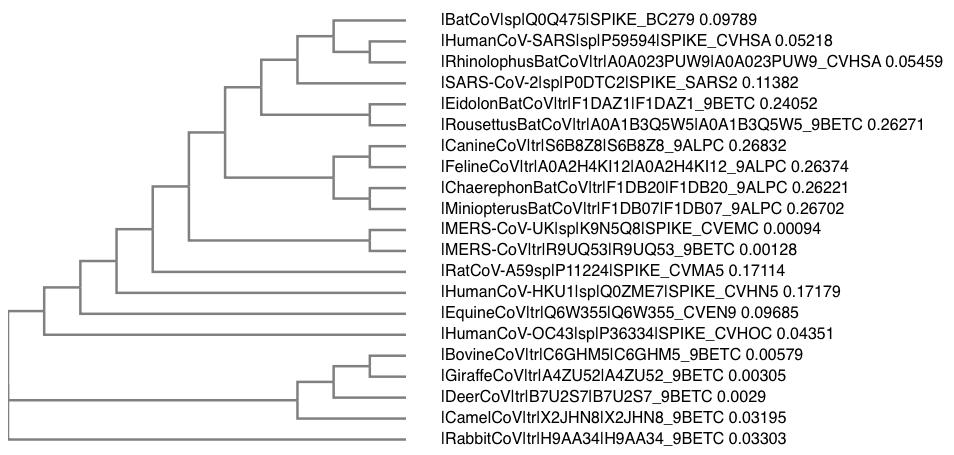 |BatCoV|sp|Q0Q475|SPIKE_BC279 0.09789
|HumanCoV-SARS|sp|P59594|SPIKE_CVHSA 0.05218
|RhinolophusBatCoV|tr|A0A023PUW9|A0A023PUW9_CVHSA 0.05459
|SARS-CoV-2|sp|P0DTC2|SPIKE_SARS2 0.11382
|EidolonBatCoV|tr|F1DAZ1|F1DAZ1_9BETC 0.24052
|RousettusBatCoV|tr|A0A1B3Q5W5|A0A1B3Q5W5_9BETC 0.26271
|CanineCoV|tr|S6B8Z8|S6B8Z8_9ALPC 0.26832
|FelineCoV|tr|A0A2H4KI12|A0A2H4KI12_9ALPC 0.26374
|ChaerephonBatCoV|tr|F1DB20|F1DB20_9ALPC 0.26221
|MiniopterusBatCoV|tr|F1DB07|F1DB07_9ALPC 0.26702
|MERS-CoV-UK|sp|K9N5Q8|SPIKE_CVEMC 0.00094
|MERS-CoV|tr|R9UQ53|R9UQ53_9BETC 0.00128
|RatCoV-A59sp|P11224|SPIKE_CVMA5 0.17114
|HumanCoV-HKU1|sp|Q0ZME7|SPIKE_CVHN5 0.17179
|EquineCoV|tr|Q6W355|Q6W355_CVEN9 0.09685
|HumanCoV-OC43|sp|P36334|SPIKE_CVHOC 0.04351
|BovineCoV|tr|C6GHM5|C6GHM5_9BETC 0.00579
|GiraffeCoV|tr|A4ZU52|A4ZU52_9BETC 0.00305
|DeerCoV|tr|B7U2S7|B7U2S7_9BETC 0.0029
|CamelCoV|tr|X2JHN8|X2JHN8_9BETC 0.03195
|RabbitCoV|tr|H9AA34|H9AA34_9BETC 0.03303